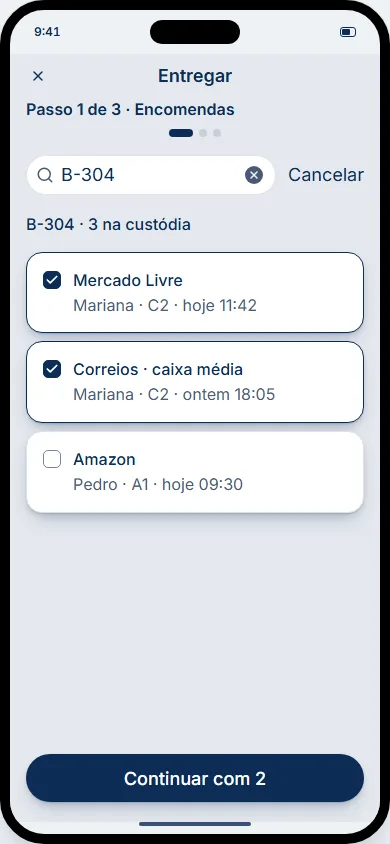 9:41
Entregar
Passo 1 de 3 · Encomendas
B-304
Cancelar
B-304 · 3 na custódia
Mercado Livre
Mariana · C2 · hoje 11:42
Correios · caixa média
Mariana · C2 · ontem 18:05
Amazon
Pedro · A1 · hoje 09:30
Continuar com 2